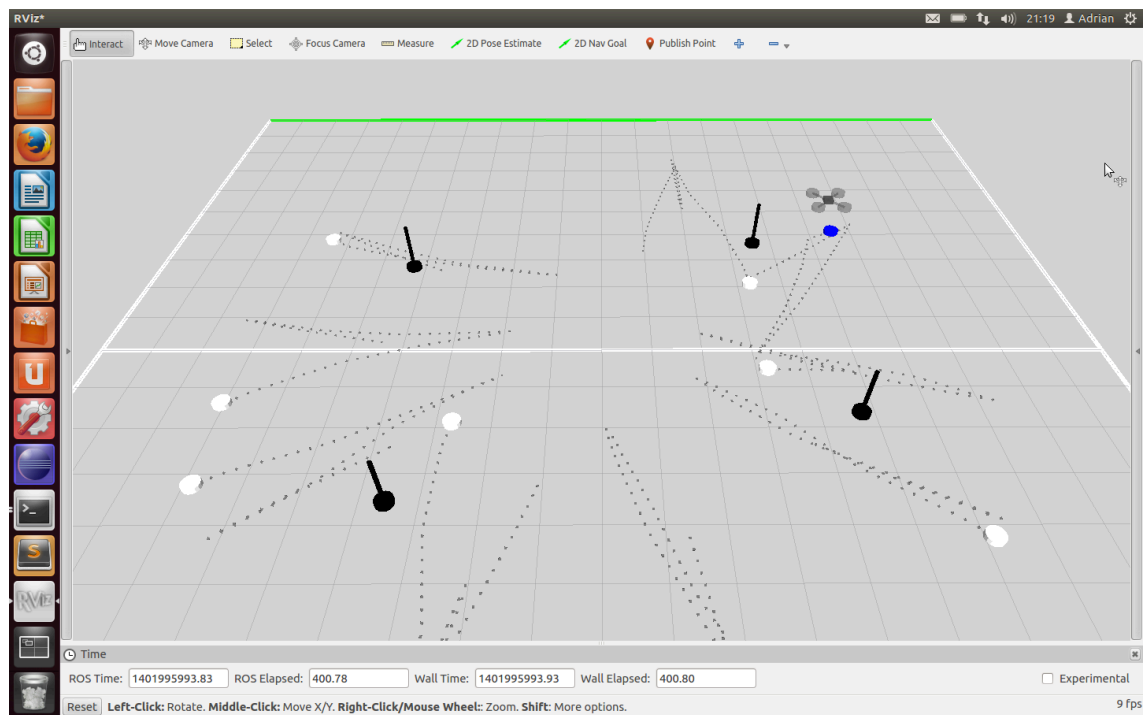 RViz*
21:19 Adrian
Interact Move Camera Select Focus Camera Measure 2D Pose Estimate 2D Nav Goal Publish Point
U
>_
S
RViz
Time
ROS Time: 1401995993.83 ROS Elapsed: 400.78 Wall Time: 1401995993.93 Wall Elapsed: 400.80 Experimental
Reset Left-Click: Rotate. Middle-Click: Move X/Y. Right-Click/Mouse Wheel:: Zoom. Shift: More options. 9 fps